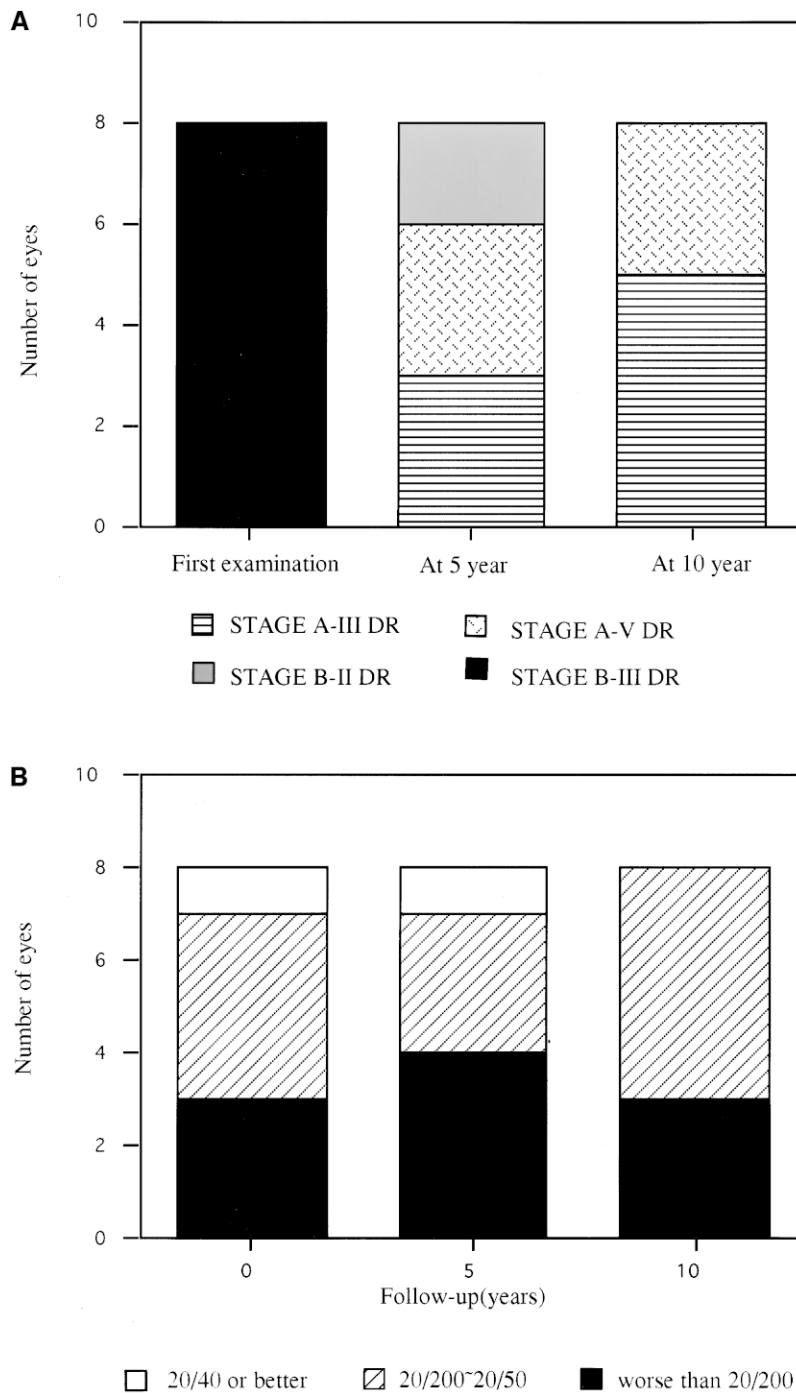 A
10
8
6
4
2
0
Number of eyes
First examination At 5 year At 10 year
STAGE A-III DR STAGE A-V DR
STAGE B-II DR STAGE B-III DR
B
10
8
6
4
2
0
Number of eyes
0 5 10
Follow-up(years)
20/40 or better 20/200~20/50 worse than 20/200